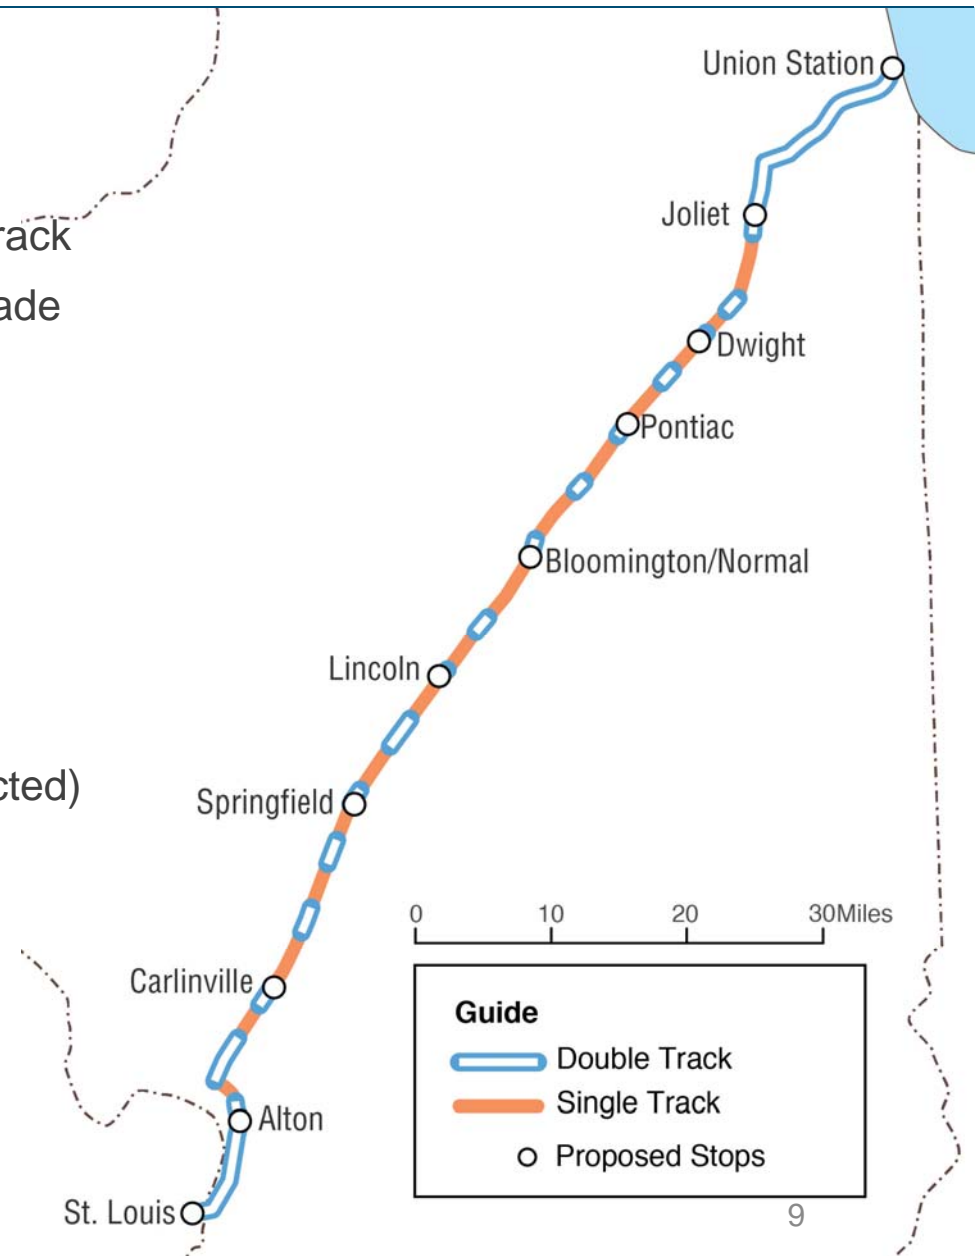 Union Station
Joliet
rack
ade
Dwight
Pontiac
Bloomington/Normal
Lincoln
cted)
Springfield
0 10 20 30Miles
Carlinville
Guide
Double Track
Single Track
Alton
Proposed Stops
St. Louis
9